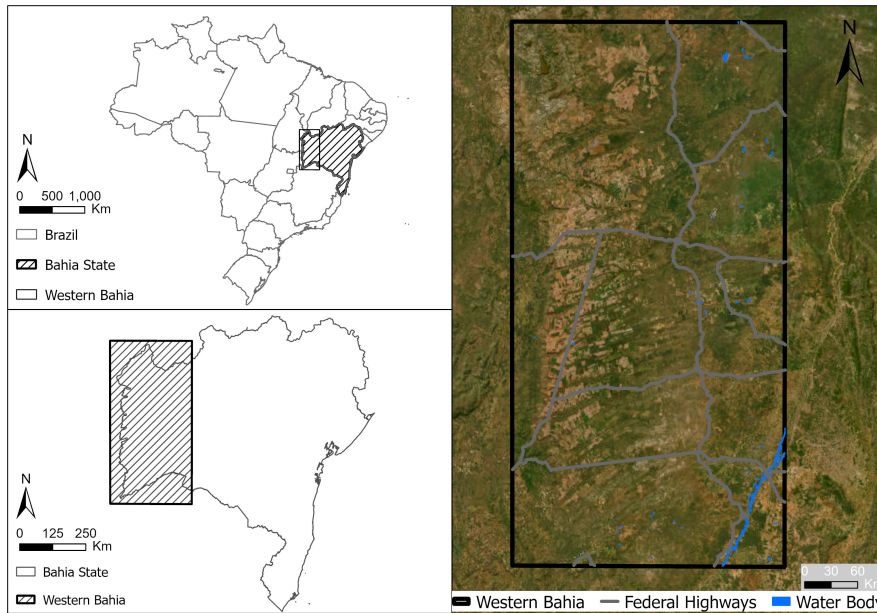 N
0 500 1,000
Km
Brazil
Bahia State
Western Bahia
N
0 125 250
Km
Bahia State
Western Bahia
N
0 30 60
Km
Western Bahia Federal Highways Water Body